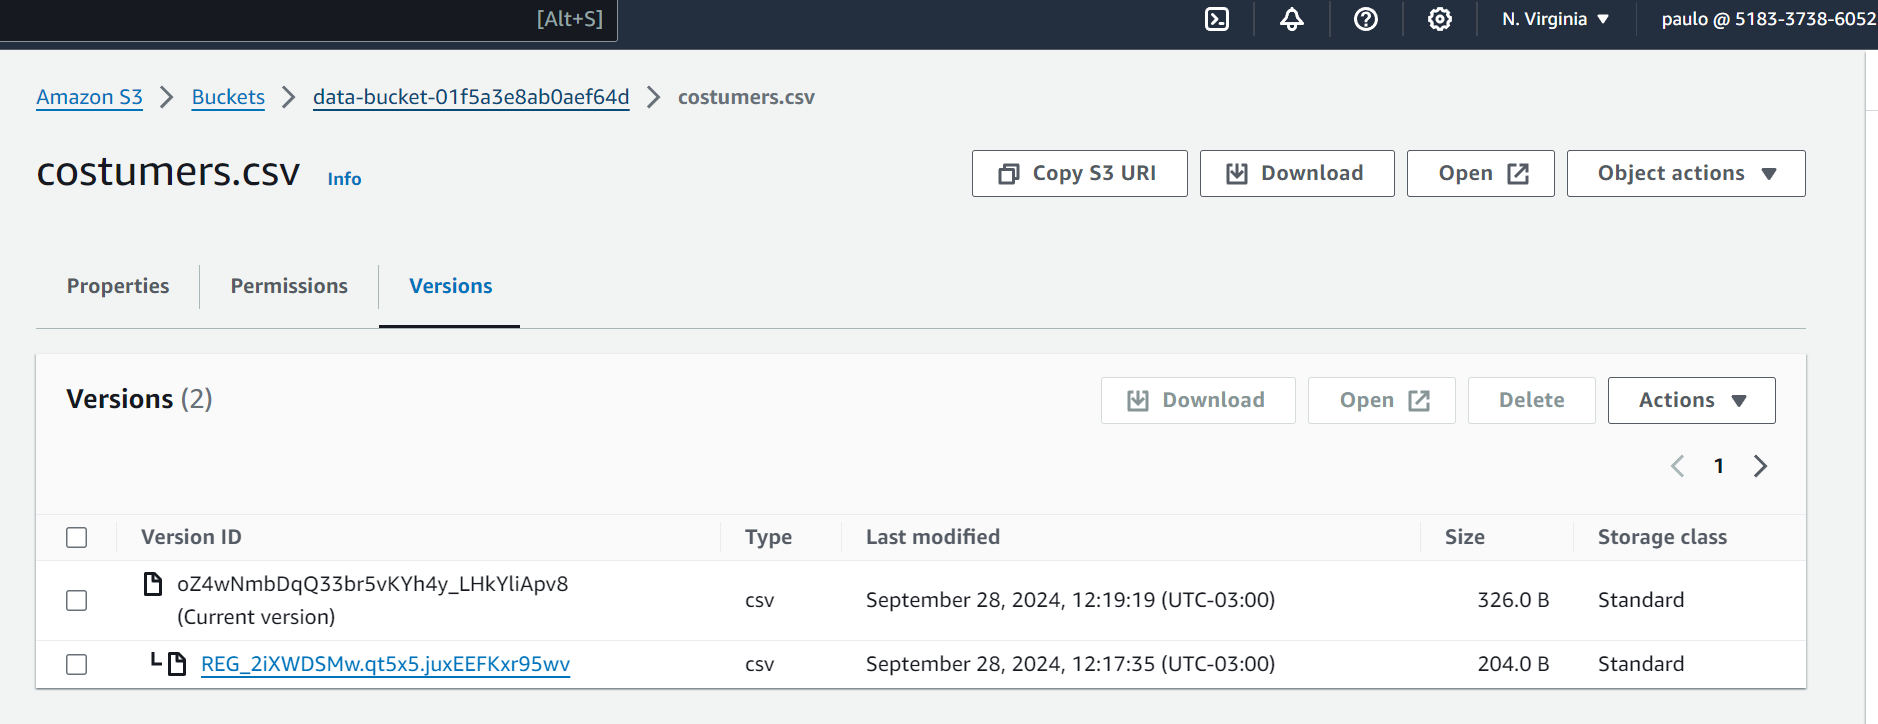 [Alt+S] N. Virginia ▼ paulo @ 5183-3738-6052
Amazon S3 > Buckets > data-bucket-01f5a3e8ab0aef64d > costumers.csv
costumers.csv Info Copy S3 URI Download Open Object actions ▼
Properties Permissions Versions
Versions (2) Download Open Delete Actions ▼
< 1 >
Version ID Type Last modified Size Storage class
oZ4wNmbDqQ33br5vKYh4y_LHkYliApv8
(Current version) csv September 28, 2024, 12:19:19 (UTC-03:00) 326.0 B Standard
REG_2iXWDSMw.qt5x5.juxEEFKxr95wv csv September 28, 2024, 12:17:35 (UTC-03:00) 204.0 B Standard